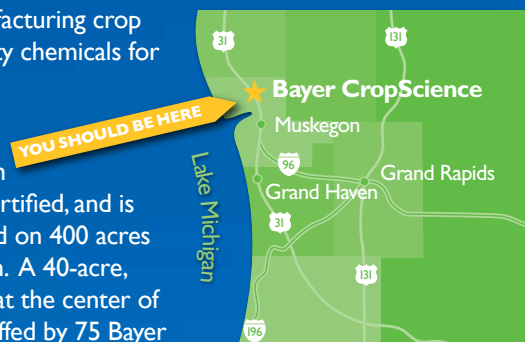 facturing crop
ty chemicals for
YOU SHOULD BE HERE
rtified, and is
d on 400 acres
n. A 40-acre,
at the center of
ffed by 75 Bayer
31
131
Bayer CropScience
Muskegon
96
Grand Rapids
Grand Haven
Lake Michigan
31
131
196